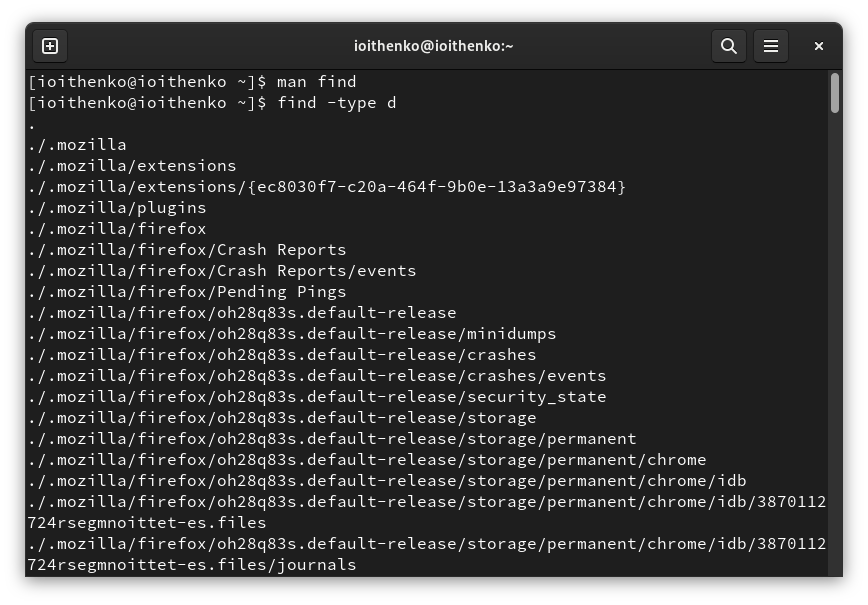 ioithenko@ioithenko:~
[ioithenko@ioithenko ~]$ man find
[ioithenko@ioithenko ~]$ find -type d
.
./.mozilla
./.mozilla/extensions
./.mozilla/extensions/{ec8030f7-c20a-464f-9b0e-13a3a9e97384}
./.mozilla/plugins
./.mozilla/firefox
./.mozilla/firefox/Crash Reports
./.mozilla/firefox/Crash Reports/events
./.mozilla/firefox/Pending Pings
./.mozilla/firefox/oh28q83s.default-release
./.mozilla/firefox/oh28q83s.default-release/minidumps
./.mozilla/firefox/oh28q83s.default-release/crashes
./.mozilla/firefox/oh28q83s.default-release/crashes/events
./.mozilla/firefox/oh28q83s.default-release/security_state
./.mozilla/firefox/oh28q83s.default-release/storage
./.mozilla/firefox/oh28q83s.default-release/storage/permanent
./.mozilla/firefox/oh28q83s.default-release/storage/permanent/chrome
./.mozilla/firefox/oh28q83s.default-release/storage/permanent/chrome/idb
./.mozilla/firefox/oh28q83s.default-release/storage/permanent/chrome/idb/3870112
724rsegmnoittet-es.files
./.mozilla/firefox/oh28q83s.default-release/storage/permanent/chrome/idb/3870112
724rsegmnoittet-es.files/journals